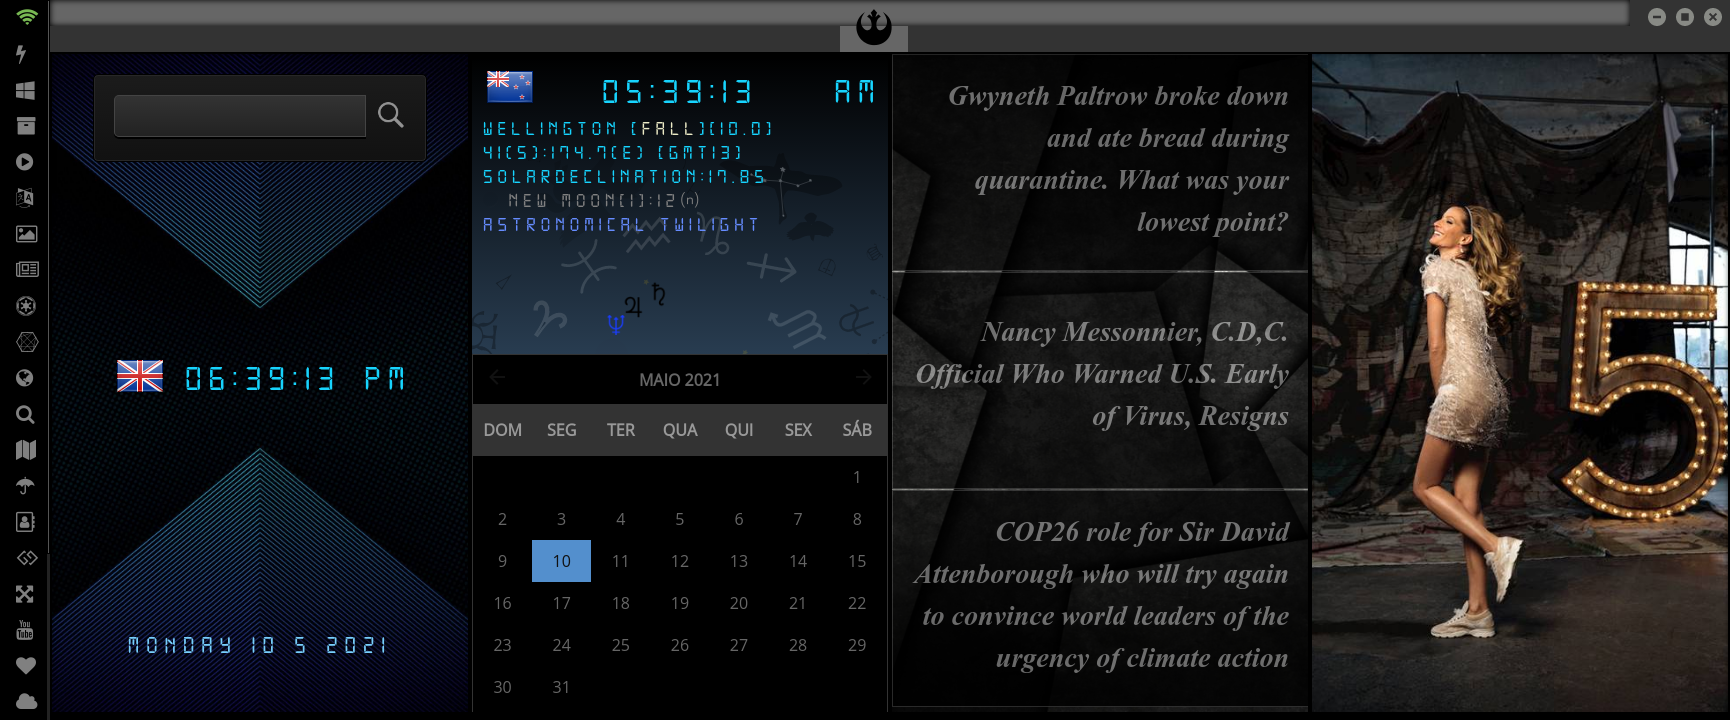 05:39:13 AM
WELLINGTON [FALL][10.0]
41(S):174.7(E) [GMT13]
SOLARDECLINATION:17.85
NEW MOON[1]:12(n)
ASTRONOMICAL TWILIGHT
06:39:13 PM
MONDAY 10 5 2021
MAIO 2021
DOM SEG TER QUA QUI SEX SÁB
1
2 3 4 5 6 7 8
9 10 11 12 13 14 15
16 17 18 19 20 21 22
23 24 25 26 27 28 29
30 31
Gwyneth Paltrow broke down
and ate bread during
quarantine. What was your
lowest point?
Nancy Messonnier, C.D,C.
Official Who Warned U.S. Early
of Virus, Resigns
COP26 role for Sir David
Attenborough who will try again
to convince world leaders of the
urgency of climate action
5
You
Tube